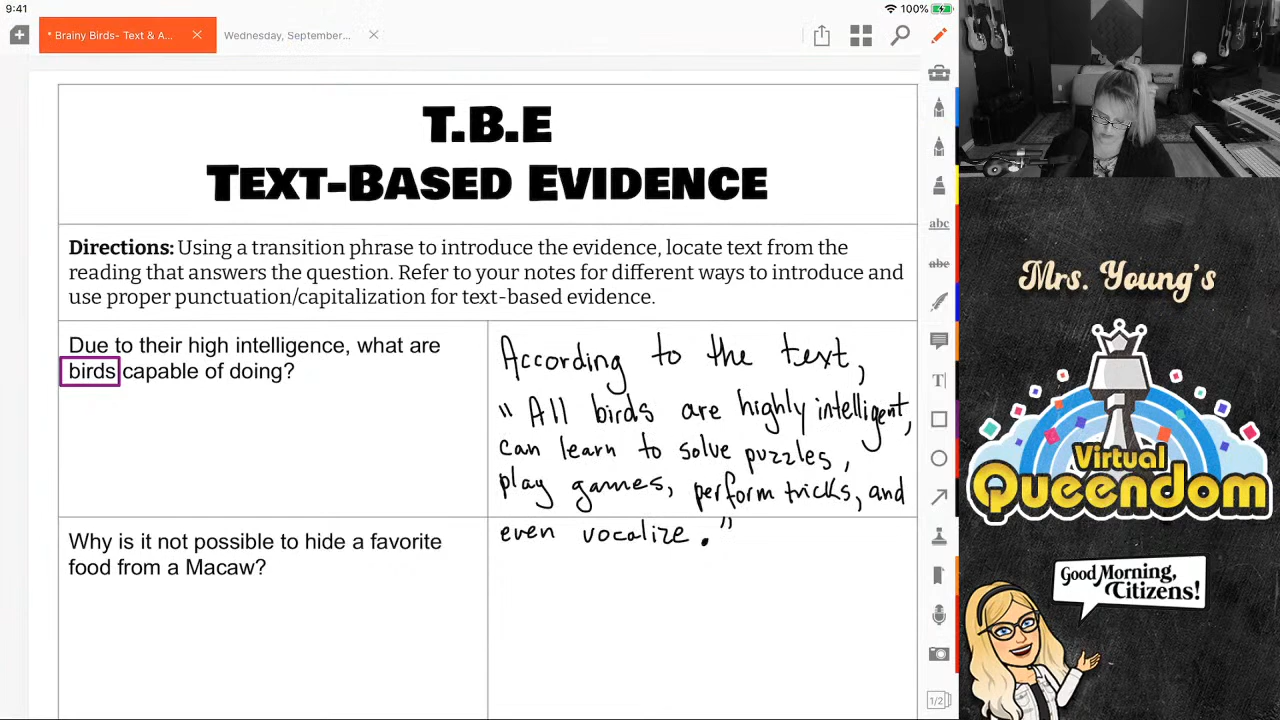 9:41
100%
* Brainy Birds- Text & A...
Wednesday, September...
T.B.E
TEXT-BASED EVIDENCE
Directions: Using a transition phrase to introduce the evidence, locate text from the
reading that answers the question. Refer to your notes for different ways to introduce and
use proper punctuation/capitalization for text-based evidence.
Due to their high intelligence, what are
birds capable of doing?
According to the text,
"All birds are highly intelligent,
can learn to solve puzzles,
play games, perform tricks, and
even vocalize."
Why is it not possible to hide a favorite
food from a Macaw?
abc
abc
T
1/2
Mrs. Young's
Virtual
Queendom
Good Morning,
Citizens!